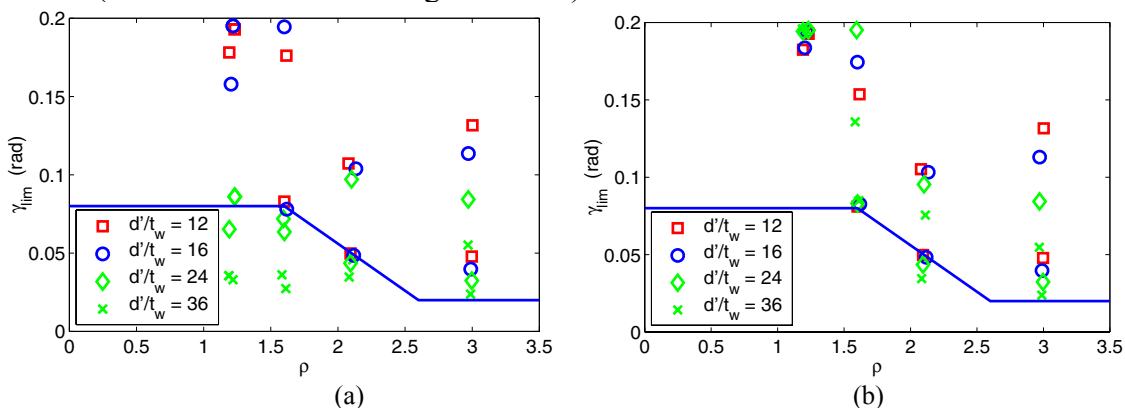 0.2
0.15
0.1
0.05
0
γlim (rad)
d'/tw = 12
d'/tw = 16
d'/tw = 24
d'/tw = 36
0 0.5 1 1.5 2 2.5 3 3.5
ρ
(a)
0.2
0.15
0.1
0.05
0
γlim (rad)
d'/tw = 12
d'/tw = 16
d'/tw = 24
d'/tw = 36
0 0.5 1 1.5 2 2.5 3 3.5
ρ
(b)